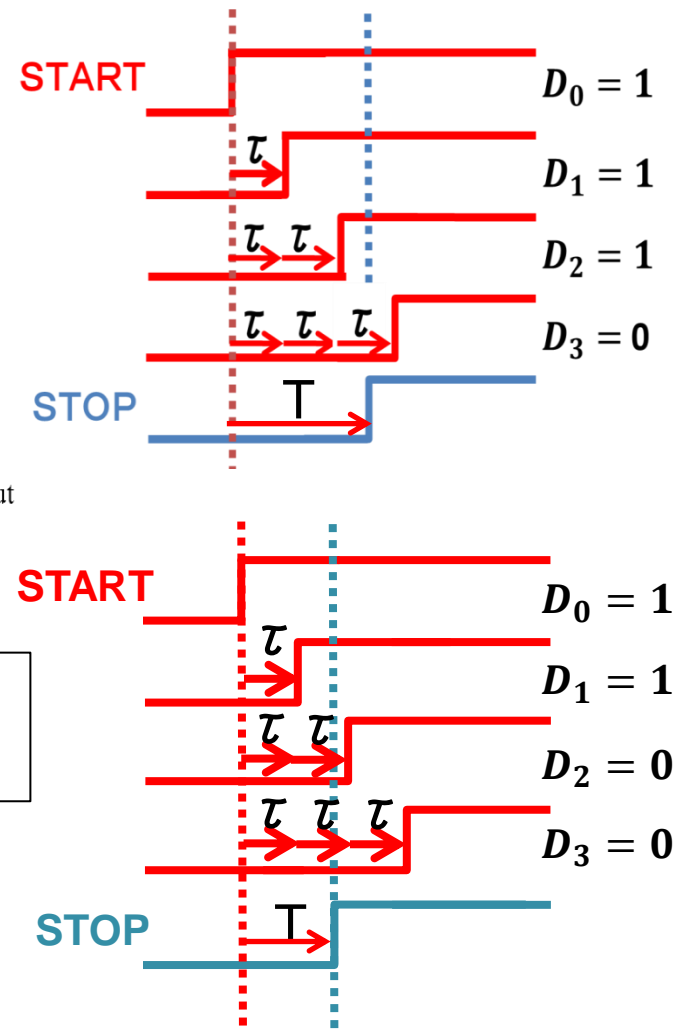 START
D₀ = 1
τ
D₁ = 1
τ τ
D₂ = 1
τ τ τ
D₃ = 0
STOP
T
ut
START
D₀ = 1
τ
D₁ = 1
τ τ
D₂ = 0
τ τ τ
D₃ = 0
STOP
T